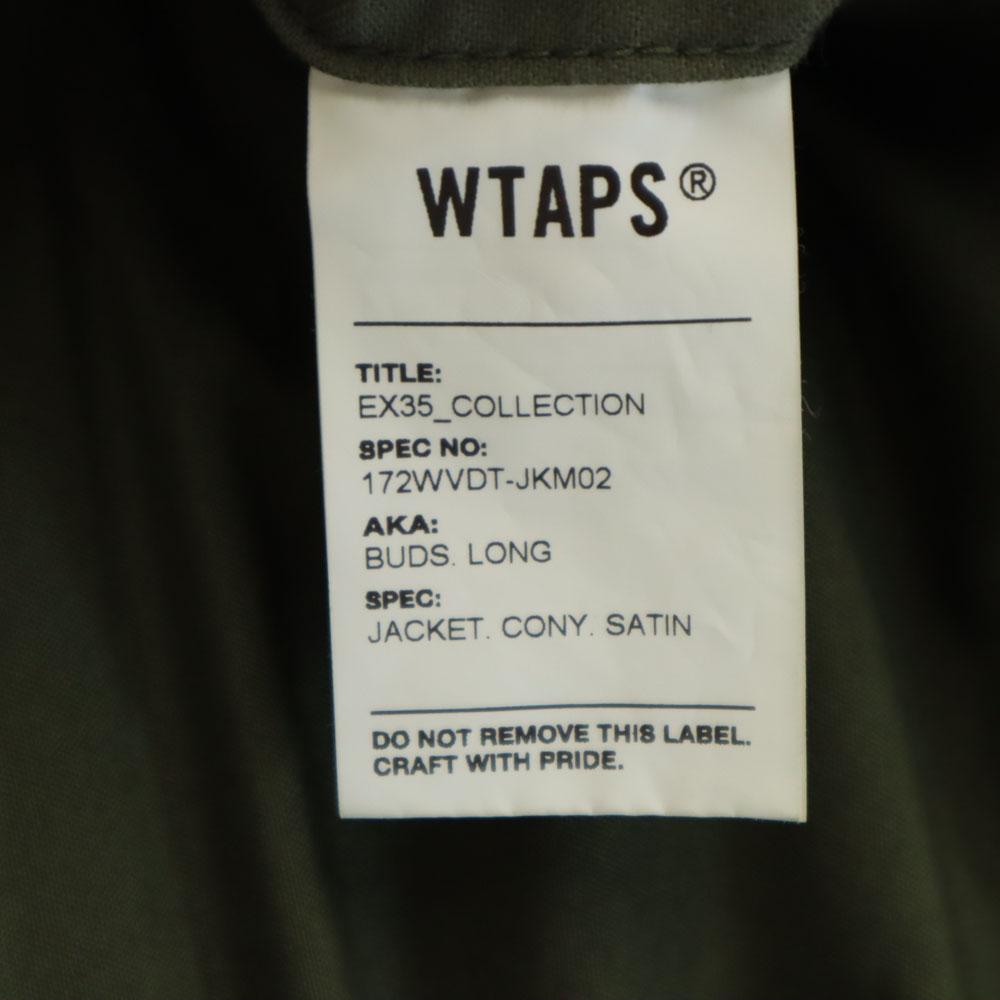 WTAPS®
TITLE:
EX35_COLLECTION
SPEC NO:
172WVDT-JKM02
AKA:
BUDS. LONG
SPEC:
JACKET. CONY. SATIN
DO NOT REMOVE THIS LABEL.
CRAFT WITH PRIDE.